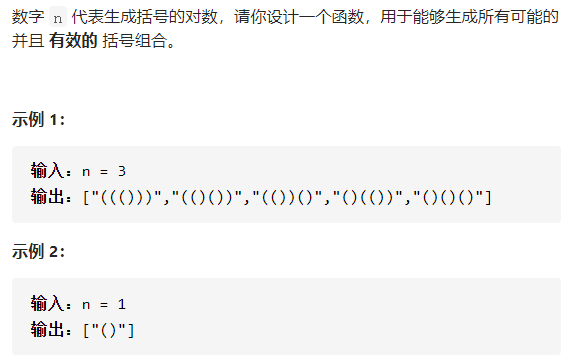 数字 n 代表生成括号的对数，请你设计一个函数，用于能够生成所有可能的
并且 有效的 括号组合。
示例 1：
输入：n = 3
输出：["((()))","(()())","(())()","()(())","()()()"]
示例 2：
输入：n = 1
输出：["()"]